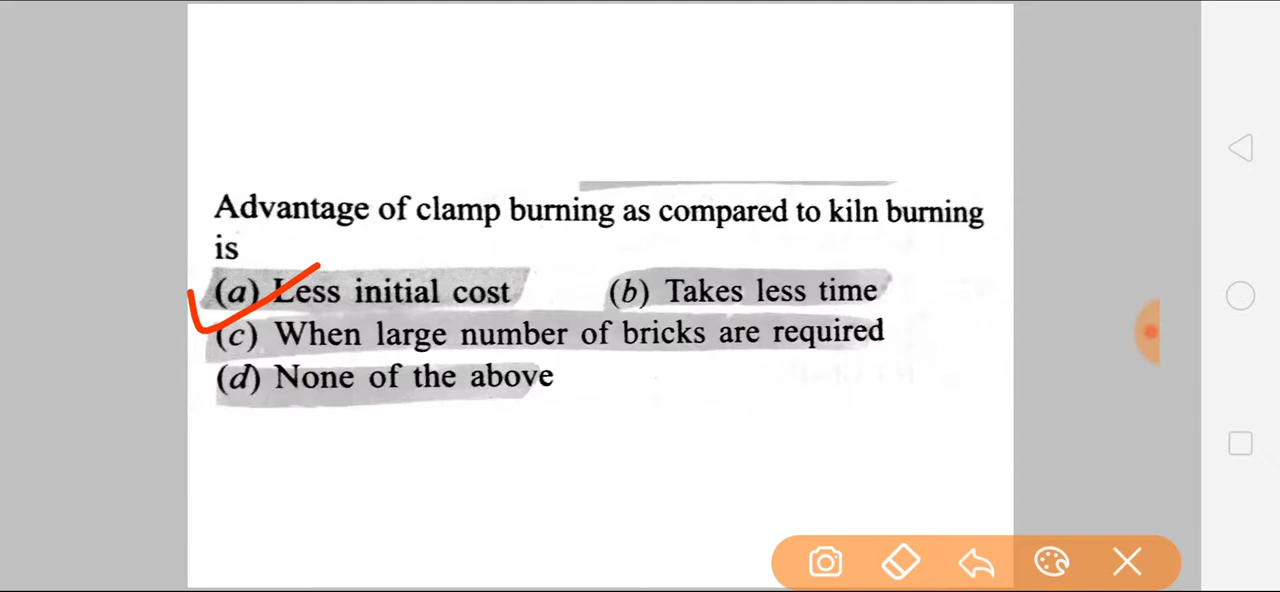 Advantage of clamp burning as compared to kiln burning
is
(a) Less initial cost (b) Takes less time
(c) When large number of bricks are required
(d) None of the above